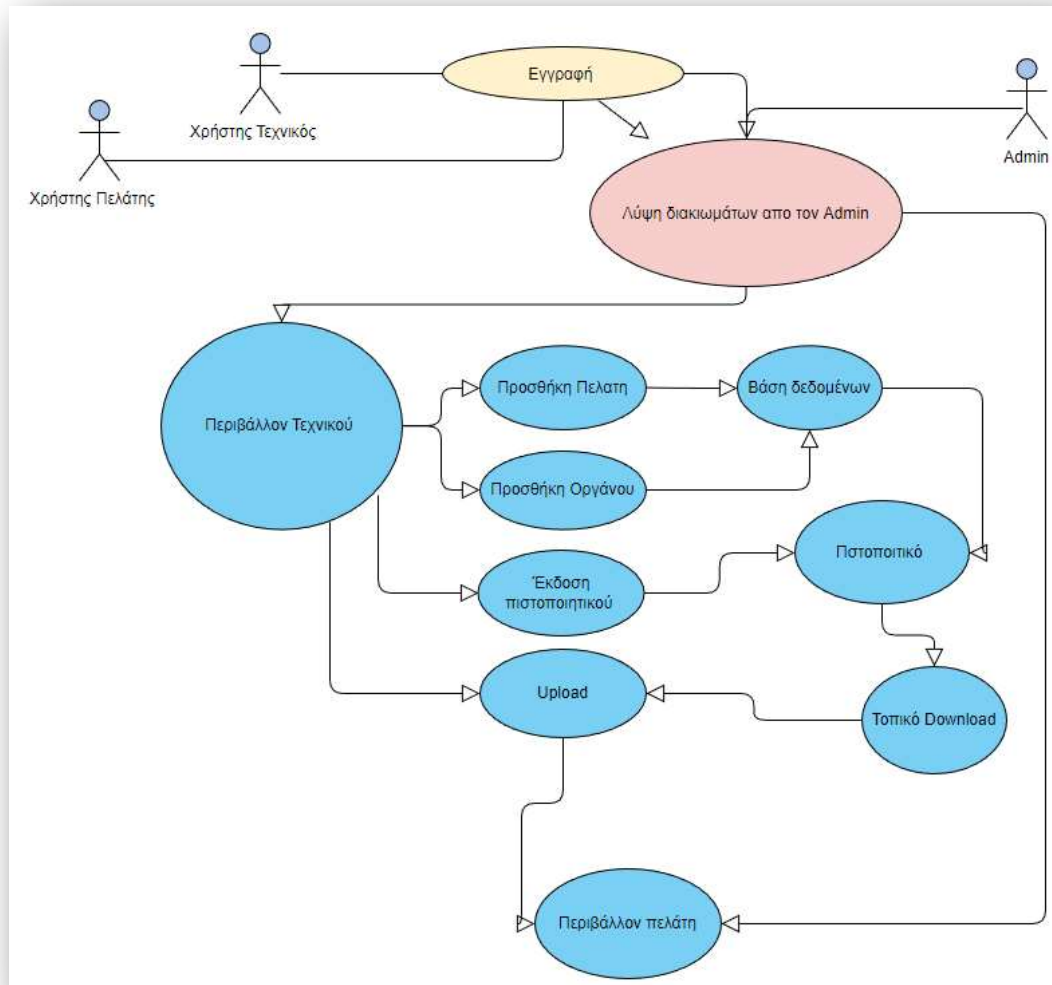 Εγγραφή
Χρήστης Τεχνικός
Admin
Χρήστης Πελάτης
Λύψη διακιωμάτων απο τον Admin
Περιβάλλον Τεχνικού
Προσθήκη Πελατη
Βάση δεδομένων
Προσθήκη Οργάνου
Πστοποιτικό
Έκδοση
πιστοποιητικού
Upload
Τοπικό Download
Περιβάλλον πελάτη